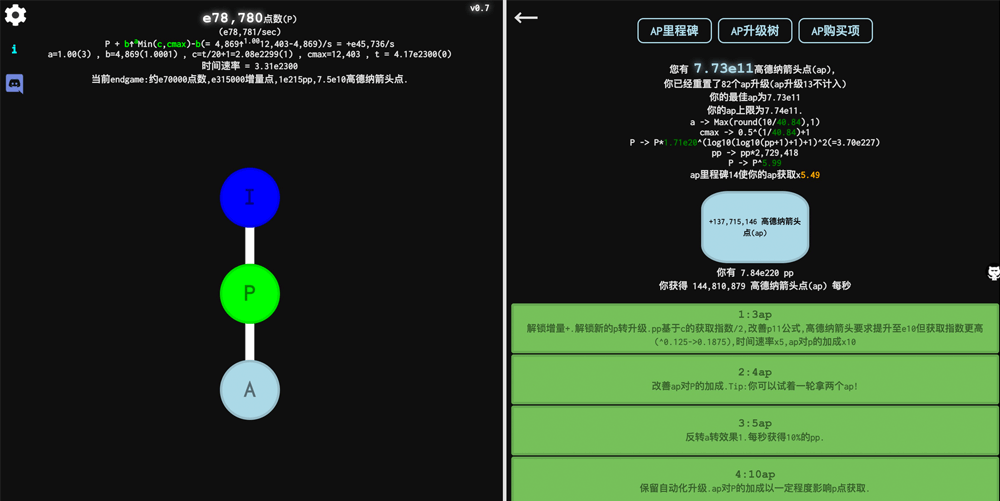 v0.7
e78,780点数(P)
(e78,781/sec)
P + b↑ᵃMin(c,cmax)-b(= 4,869↑¹·⁰⁰12,403-4,869)/s = +e45,736/s
a=1.00(3) , b=4,869(1.0001) , c=t/20+1=2.08e2299(1) , cmax=12,403 , t = 4.17e2300(0)
时间速率 = 3.31e2300
当前endgame:约e70000点数,e315000增量点,1e215pp,7.5e10高德纳箭头点.
i
I
P
A
AP里程碑
AP升级树
AP购买项
您有 7.73e11高德纳箭头点(ap),
你已经重置了82个ap升级(ap升级13不计入)
你的最佳ap为7.73e11
你的ap上限为7.74e11.
a -> Max(round(10/40.84),1)
cmax -> 0.5^(1/40.84)+1
P -> P*1.71e20^(log10(log10(pp+1)+1)+1)^2(=3.70e227)
pp -> pp*2,729,418
P -> P^5.99
ap里程碑14使你的ap获取x5.49
+137,715,146 高德纳箭头
点(ap)
你有 7.84e220 pp
你获得 144,810,879 高德纳箭头点(ap) 每秒
1:3ap
解锁增量+.解锁新的p转升级.pp基于c的获取指数/2,改善p11公式,高德纳箭头要求提升至e10但获取指数更高
(^0.125->0.1875),时间速率x5,ap对p的加成x10
2:4ap
改善ap对P的加成.Tip:你可以试着一轮拿两个ap!
3:5ap
反转a转效果1.每秒获得10%的pp.
4:10ap
保留自动化升级.ap对P的加成以一定程度影响p点获取.